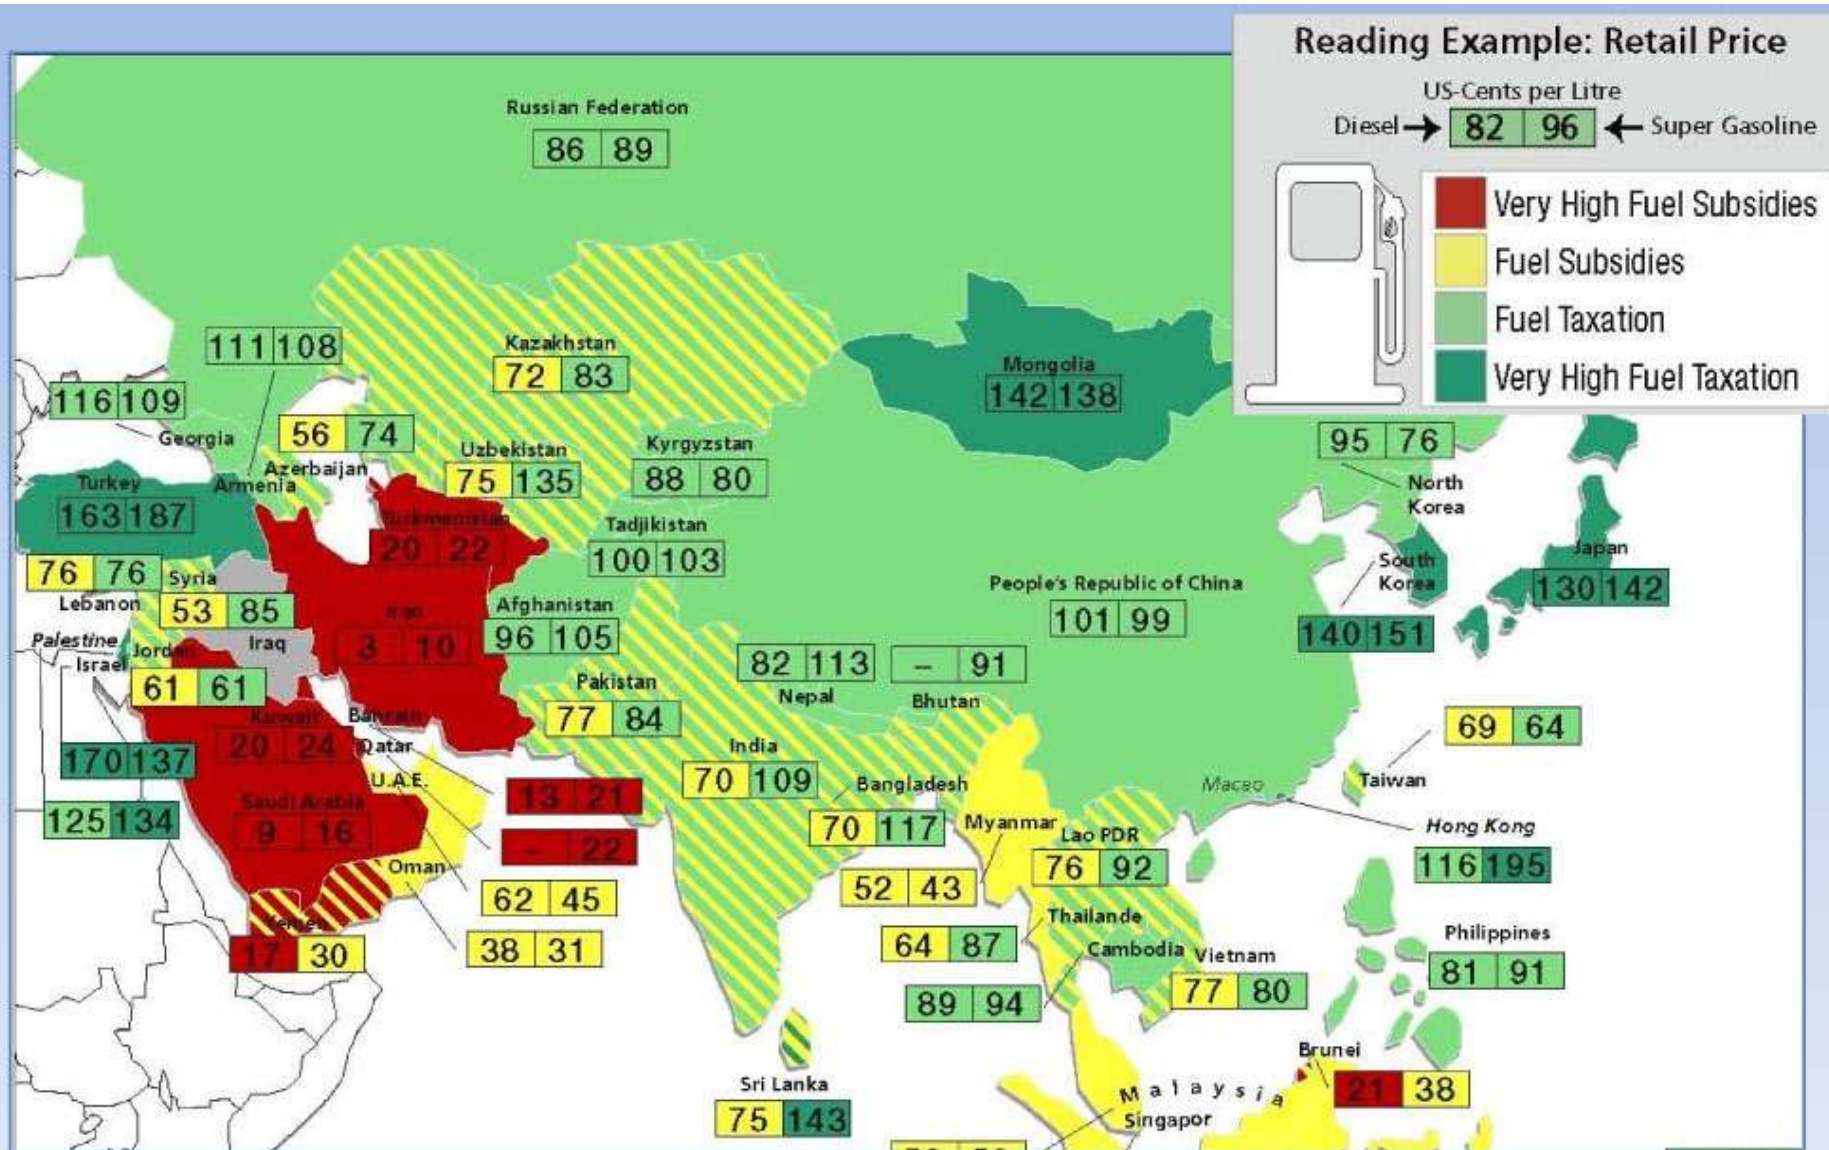 Reading Example: Retail Price
US-Cents per Litre
Diesel 82 96 Super Gasoline
Very High Fuel Subsidies
Fuel Subsidies
Fuel Taxation
Very High Fuel Taxation
Russian Federation
86 89
111 108
Kazakhstan
72 83
Mongolia
142 138
116 109
Georgia
56 74
Azerbaijan
Armenia
Uzbekistan
75 135
Kyrgyzstan
88 80
95 76
North
Korea
Turkey
163 187
Turkmenistan
20 22
Tadjikistan
100 103
South
Korea
140 151
Japan
130 142
76 76
Lebanon
Syria
53 85
People's Republic of China
101 99
Afghanistan
96 105
Iran
3 10
Iraq
Palestine
Israel
Jordan
61 61
82 113
Nepal
– 91
Bhutan
Pakistan
77 84
Kuwait
20 24
Bahrain
Qatar
U.A.E.
170 137
125 134
India
70 109
69 64
Taiwan
Bangladesh
70 117
13 21
– 22
Saudi Arabia
9 16
Macao
Hong Kong
116 195
Myanmar
52 43
Lao PDR
76 92
Oman
62 45
38 31
Yemen
17 30
Thailande
64 87
Cambodia
89 94
Vietnam
77 80
Philippines
81 91
Brunei
21 38
Sri Lanka
75 143
Malaysia
Singapor